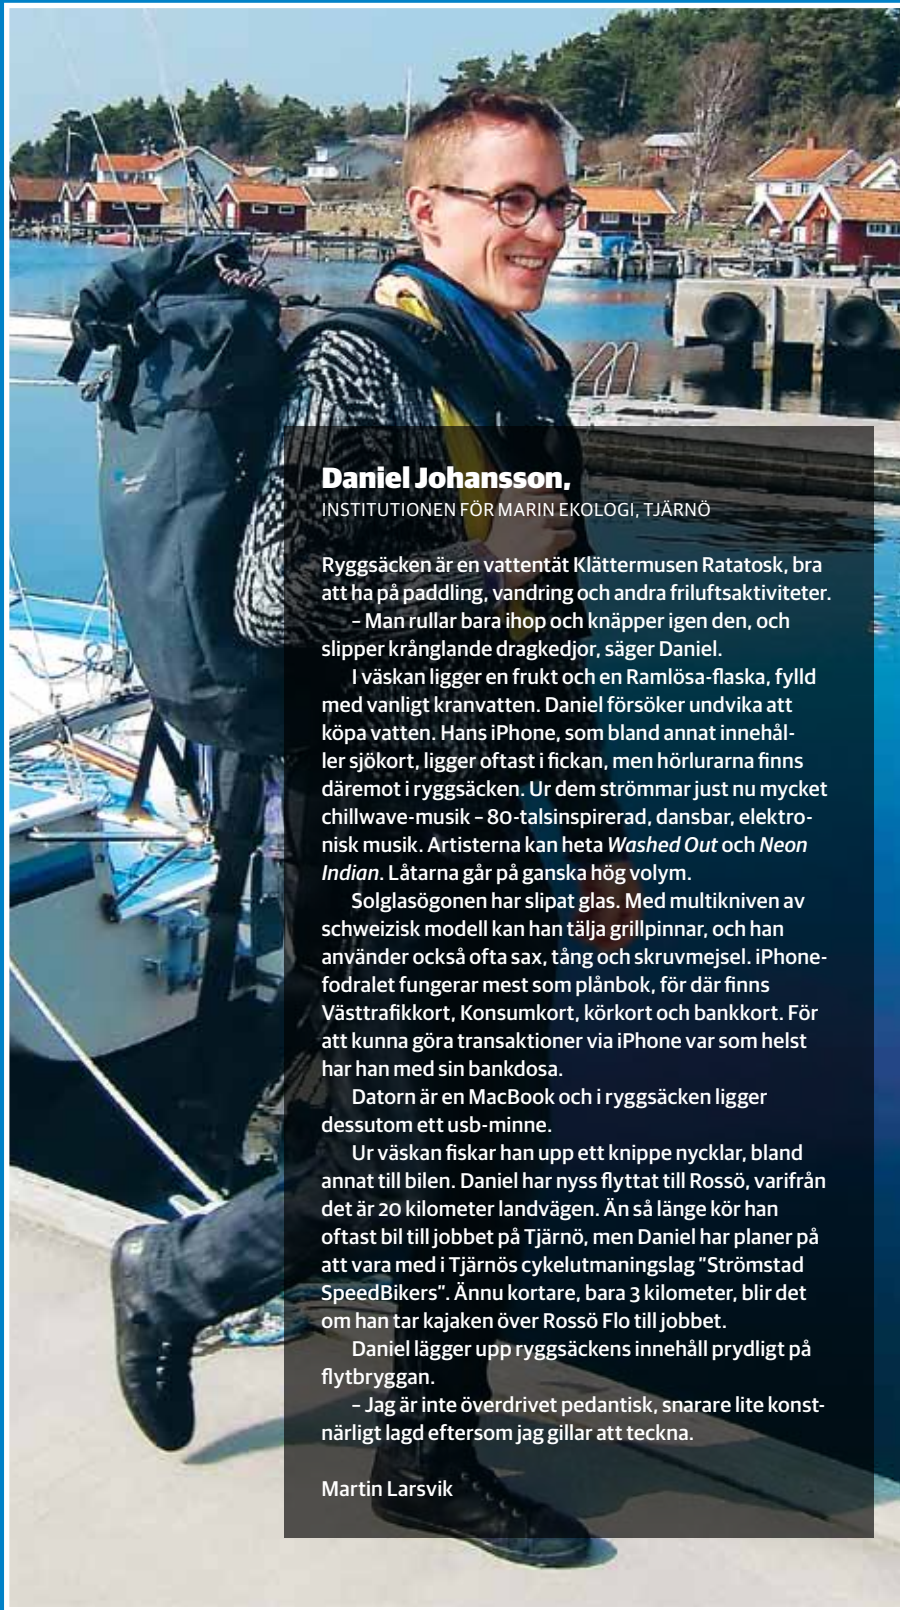 Daniel Johansson,
INSTITUTIONEN FÖR MARIN EKOLOGI, TJÄRNÖ
Ryggsäcken är en vattentät Klättermusen Ratatosk, bra
att ha på paddling, vandring och andra friluftsaktiviteter.
– Man rullar bara ihop och knäpper igen den, och
slipper krånglande dragkedjor, säger Daniel.
I väskan ligger en frukt och en Ramlösa-flaska, fylld
med vanligt kranvatten. Daniel försöker undvika att
köpa vatten. Hans iPhone, som bland annat innehål-
ler sjökort, ligger oftast i fickan, men hörlurarna finns
däremot i ryggsäcken. Ur dem strömmar just nu mycket
chillwave-musik – 80-talsinspirerad, dansbar, elektro-
nisk musik. Artisterna kan heta Washed Out och Neon
Indian. Låtarna går på ganska hög volym.
Solglasögonen har slipat glas. Med multikniven av
schweizisk modell kan han tälja grillpinnar, och han
använder också ofta sax, tång och skruvmejsel. iPhone-
fodralet fungerar mest som plånbok, för där finns
Västtrafikkort, Konsumkort, körkort och bankkort. För
att kunna göra transaktioner via iPhone var som helst
har han med sin bankdosa.
Datorn är en MacBook och i ryggsäcken ligger
dessutom ett usb-minne.
Ur väskan fiskar han upp ett knippe nycklar, bland
annat till bilen. Daniel har nyss flyttat till Rossö, varifrån
det är 20 kilometer landvägen. Än så länge kör han
oftast bil till jobbet på Tjärnö, men Daniel har planer på
att vara med i Tjärnös cykelutmaningslag ”Strömstad
SpeedBikers”. Ännu kortare, bara 3 kilometer, blir det
om han tar kajaken över Rossö Flo till jobbet.
Daniel lägger upp ryggsäckens innehåll prydligt på
flytbryggan.
– Jag är inte överdrivet pedantisk, snarare lite konst-
närligt lagd eftersom jag gillar att teckna.
Martin Larsvik